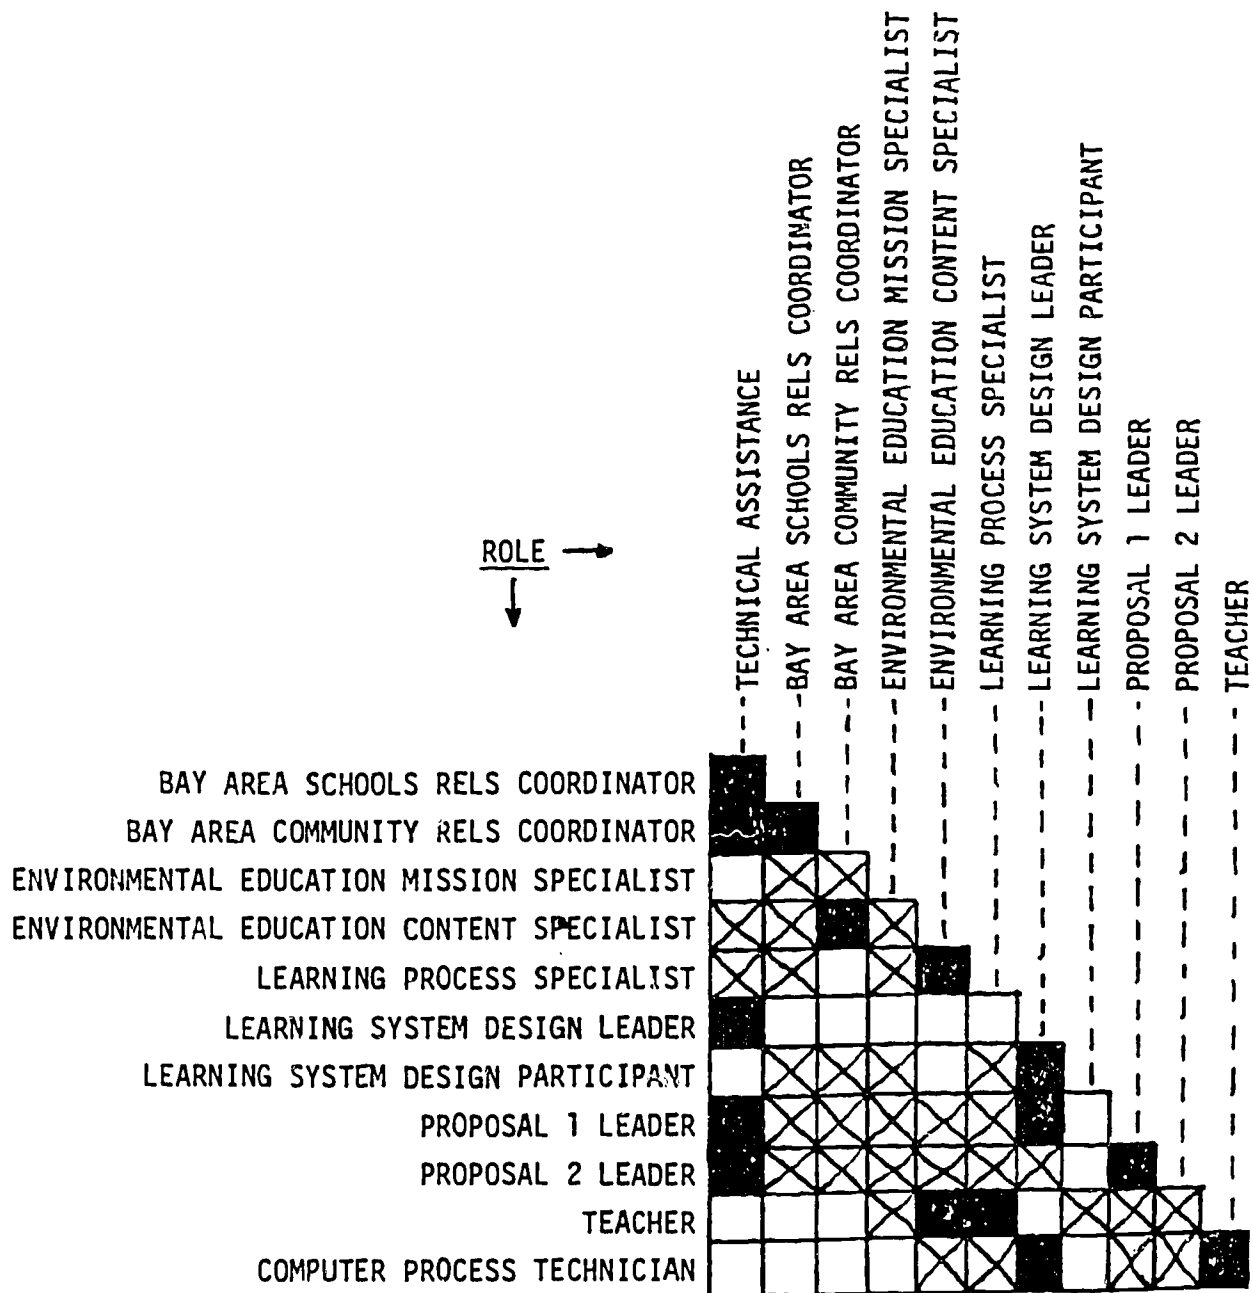 TECHNICAL ASSISTANCE
BAY AREA SCHOOLS RELS COORDINATOR
BAY AREA COMMUNITY RELS COORDINATOR
ENVIRONMENTAL EDUCATION MISSION SPECIALIST
ENVIRONMENTAL EDUCATION CONTENT SPECIALIST
LEARNING PROCESS SPECIALIST
LEARNING SYSTEM DESIGN LEADER
LEARNING SYSTEM DESIGN PARTICIPANT
PROPOSAL 1 LEADER
PROPOSAL 2 LEADER
TEACHER
ROLE
BAY AREA SCHOOLS RELS COORDINATOR
BAY AREA COMMUNITY RELS COORDINATOR
ENVIRONMENTAL EDUCATION MISSION SPECIALIST
ENVIRONMENTAL EDUCATION CONTENT SPECIALIST
LEARNING PROCESS SPECIALIST
LEARNING SYSTEM DESIGN LEADER
LEARNING SYSTEM DESIGN PARTICIPANT
PROPOSAL 1 LEADER
PROPOSAL 2 LEADER
TEACHER
COMPUTER PROCESS TECHNICIAN